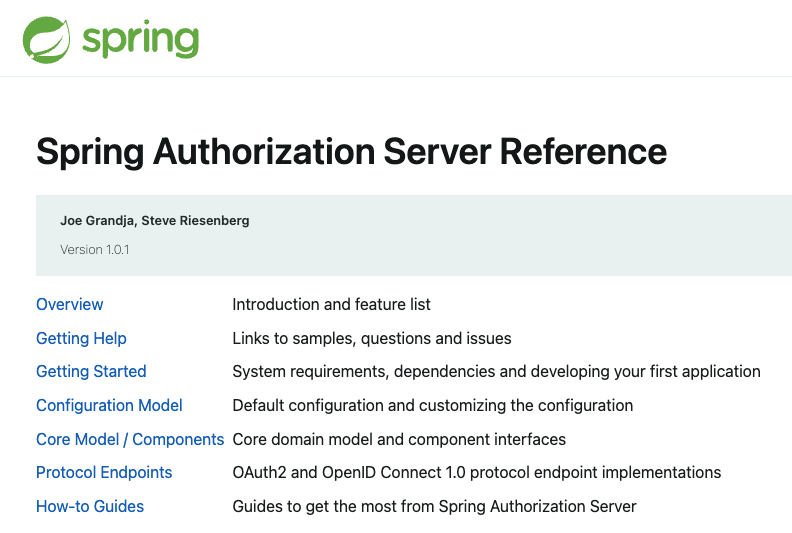 spring
Spring Authorization Server Reference
Joe Grandja, Steve Riesenberg
Version 1.0.1
Overview Introduction and feature list
Getting Help Links to samples, questions and issues
Getting Started System requirements, dependencies and developing your first application
Configuration Model Default configuration and customizing the configuration
Core Model / Components Core domain model and component interfaces
Protocol Endpoints OAuth2 and OpenID Connect 1.0 protocol endpoint implementations
How-to Guides Guides to get the most from Spring Authorization Server